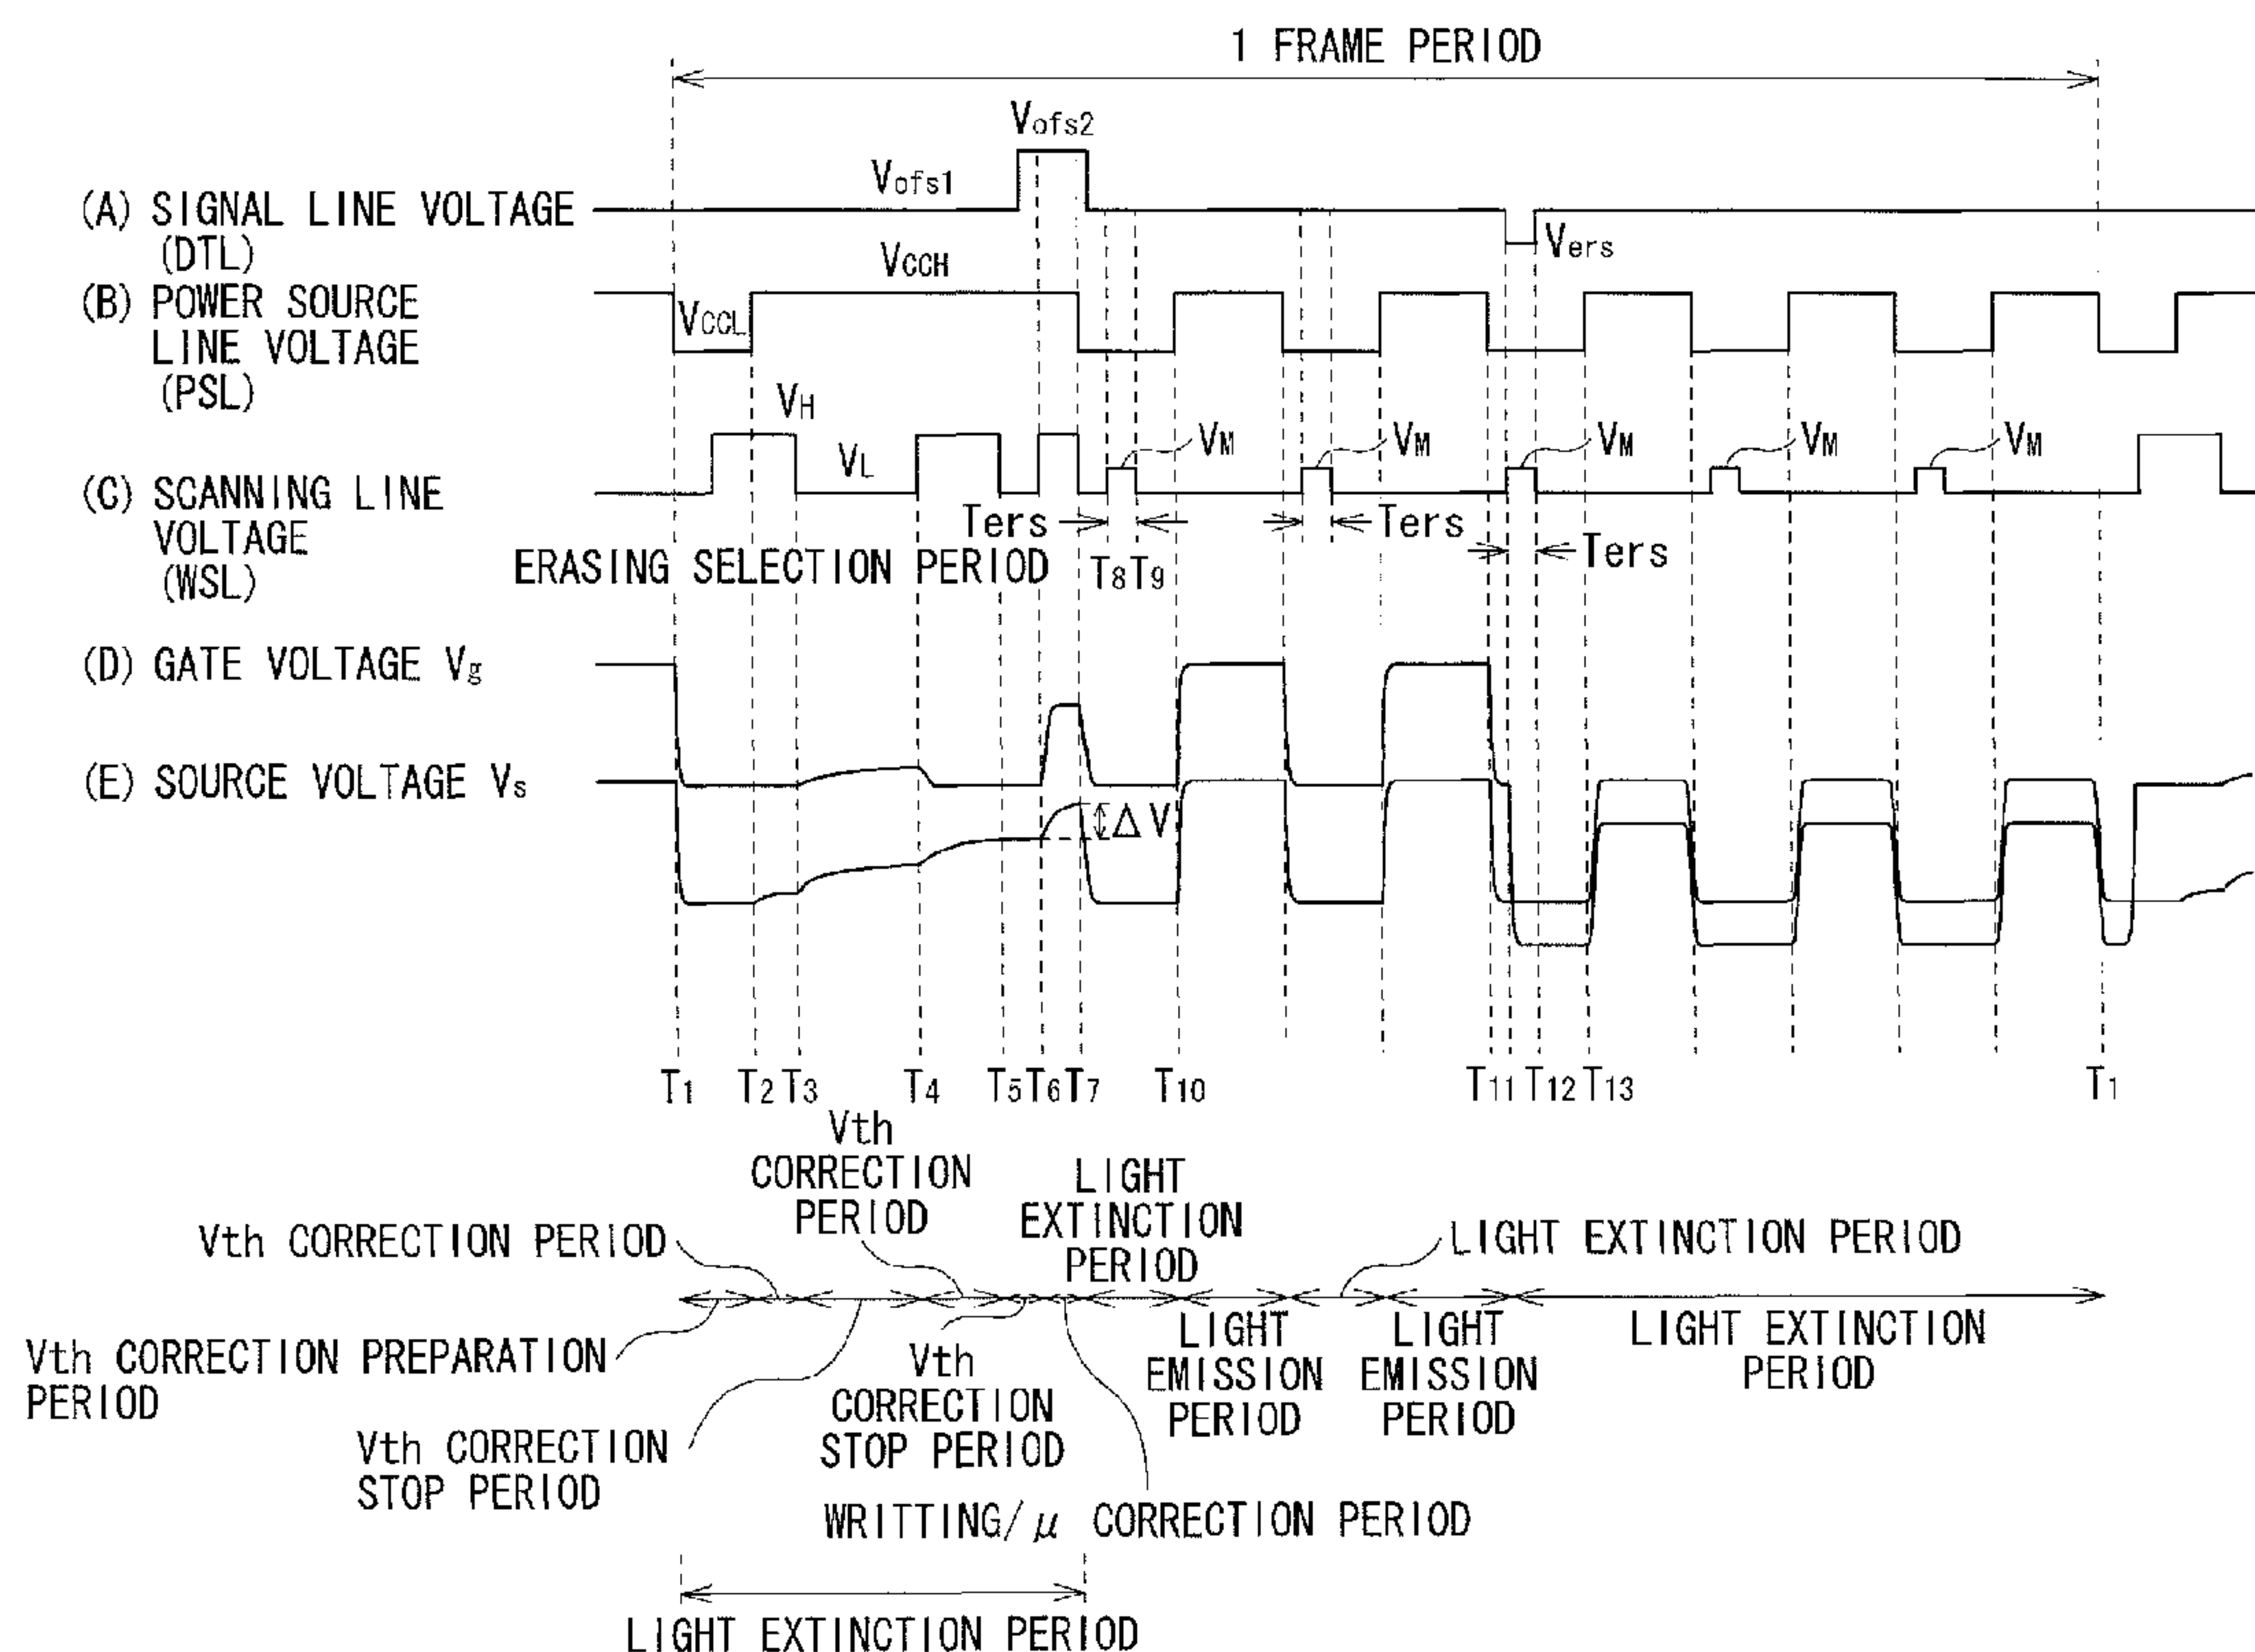 1 FRAME PERIOD
Vofs2
Vofs1
(A) SIGNAL LINE VOLTAGE
(DTL)
Vers
VCCH
(B) POWER SOURCE
LINE VOLTAGE
(PSL)
VCCL
VH
VL
VM
VM
VM
VM
VM
(C) SCANNING LINE
VOLTAGE
(WSL)
Ters
Ters
Ters
ERASING SELECTION PERIOD
T8 T9
(D) GATE VOLTAGE Vg
(E) SOURCE VOLTAGE Vs
ΔV
T1 T2 T3 T4 T5 T6 T7 T10 T11 T12 T13 T1
Vth
CORRECTION
PERIOD
LIGHT
EXTINCTION
PERIOD
Vth CORRECTION PERIOD
LIGHT EXTINCTION PERIOD
Vth CORRECTION PREPARATION
PERIOD
Vth CORRECTION
STOP PERIOD
Vth
CORRECTION
STOP PERIOD
LIGHT
EMISSION
PERIOD
LIGHT
EMISSION
PERIOD
LIGHT EXTINCTION
PERIOD
WRITTING/μ CORRECTION PERIOD
LIGHT EXTINCTION PERIOD